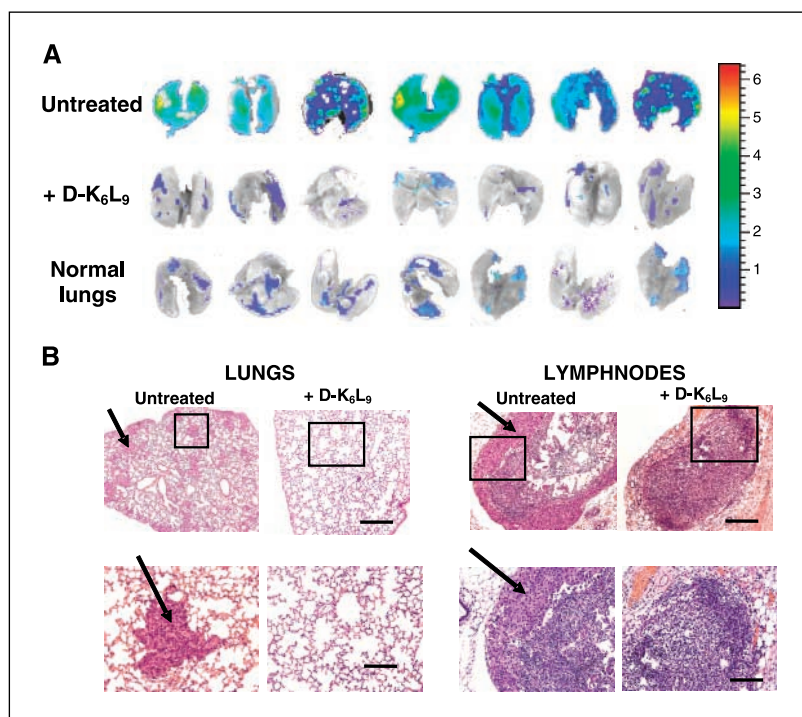 A
Untreated
+ D-K₆L₉
Normal
lungs
6
5
4
3
2
1
B
LUNGS
LYMPHNODES
Untreated
+ D-K₆L₉
Untreated
+ D-K₆L₉